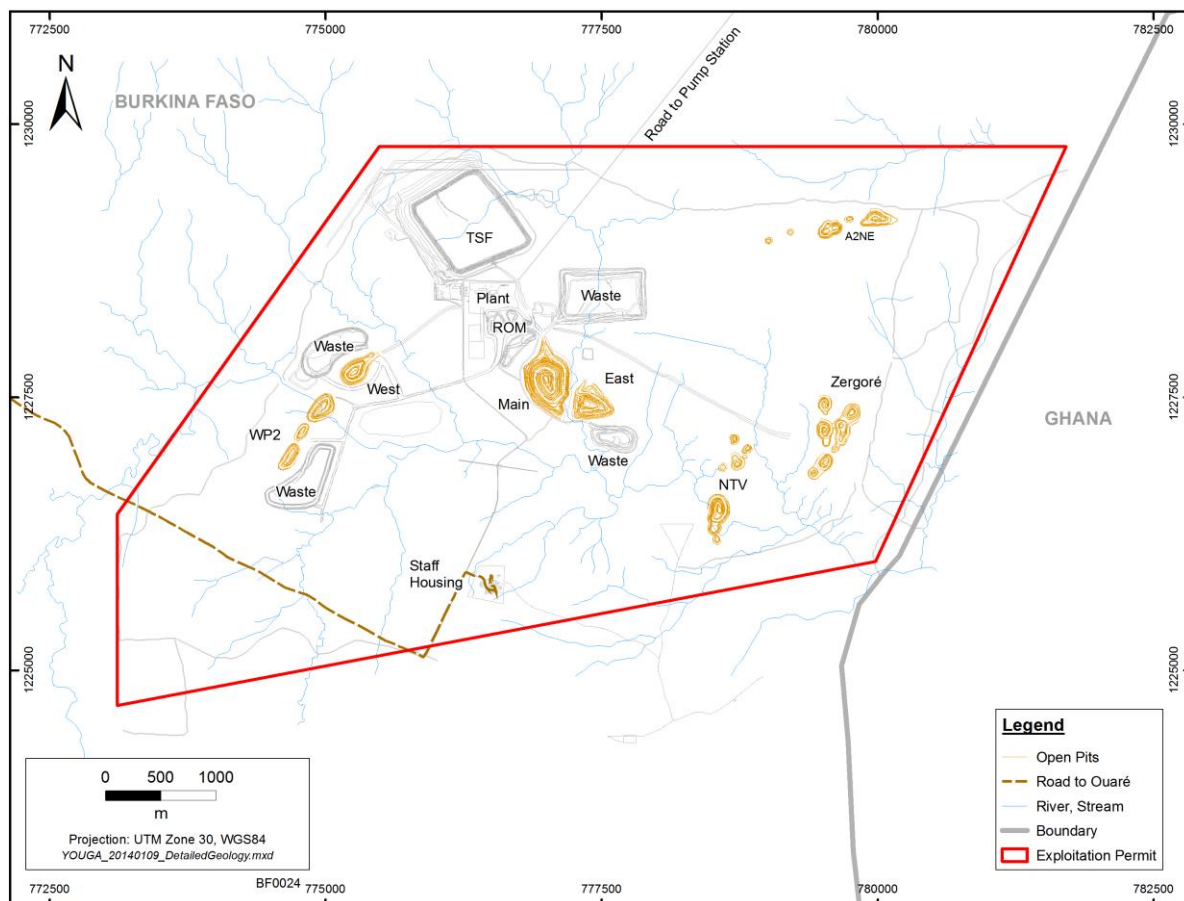 772500
775000
777500
780000
782500
N
BURKINA FASO
Road to Pump Station
1230000
1230000
TSF
A2NE
Plant
Waste
ROM
Waste
West
East
Zergoré
Main
1227500
1227500
GHANA
WP2
Waste
Waste
NTV
Staff
Housing
1225000
1225000
Legend
Open Pits
Road to Ouaré
River, Stream
Boundary
Exploitation Permit
0 500 1000
m
Projection: UTM Zone 30, WGS84
YOUGA_20140109_DetailedGeology.mxd
BF0024
772500
775000
777500
780000
782500